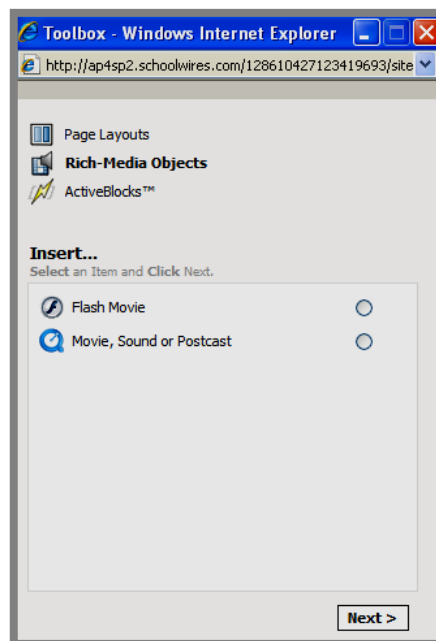 Toolbox - Windows Internet Explorer
http://ap4sp2.schoolwires.com/128610427123419693/site
Page Layouts
Rich-Media Objects
ActiveBlocks™
Insert...
Select an Item and Click Next.
Flash Movie
Movie, Sound or Postcast
Next >